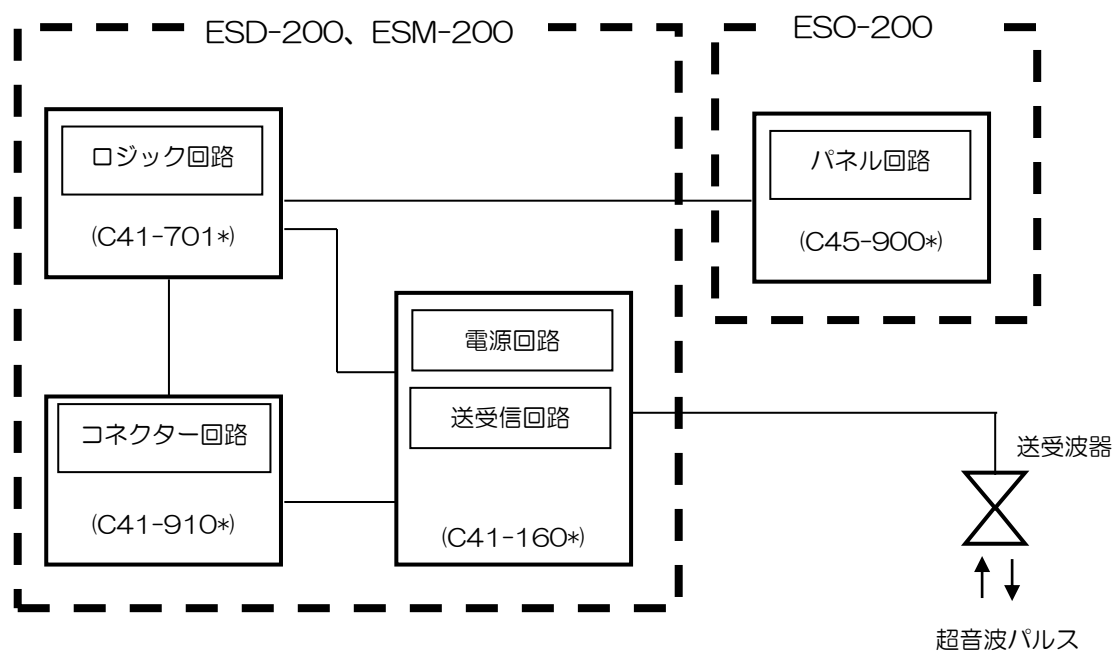 ESD-200、ESM-200
ESO-200
ロジック回路
(C41-701*)
パネル回路
(C45-900*)
電源回路
送受信回路
(C41-160*)
コネクター回路
(C41-910*)
送受波器
超音波パルス